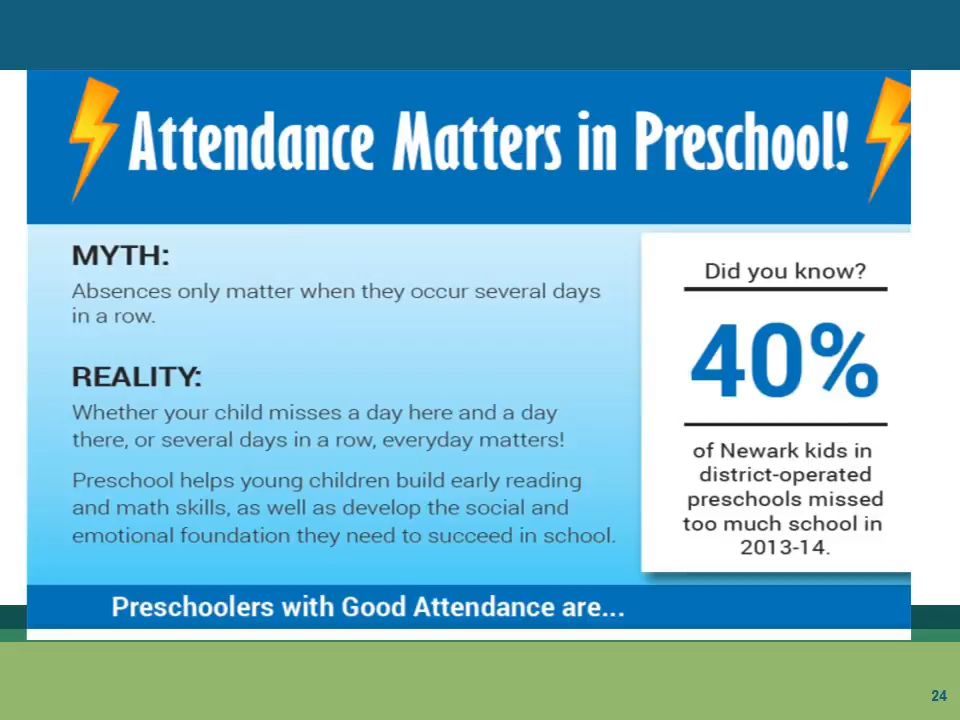 Attendance Matters in Preschool!
MYTH:
Absences only matter when they occur several days
in a row.
REALITY:
Whether your child misses a day here and a day
there, or several days in a row, everyday matters!
Preschool helps young children build early reading
and math skills, as well as develop the social and
emotional foundation they need to succeed in school.
Did you know?
40%
of Newark kids in
district-operated
preschools missed
too much school in
2013-14.
Preschoolers with Good Attendance are...
24